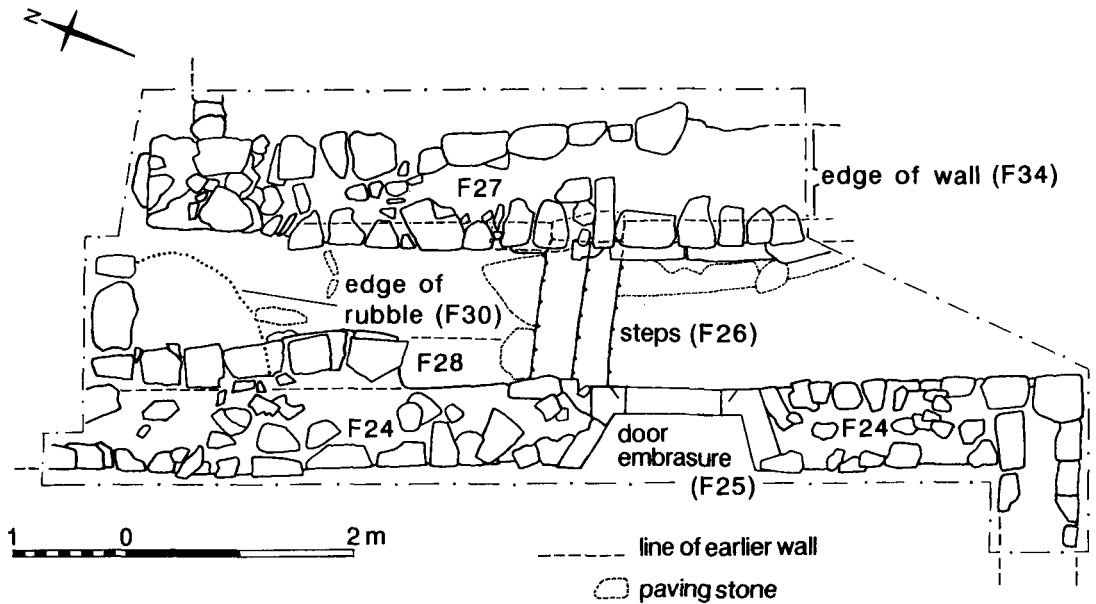 N
F27
edge of wall (F34)
edge of
rubble (F30)
steps (F26)
F28
F24
door
embrasure
(F25)
F24
1 0 2 m
line of earlier wall
paving stone